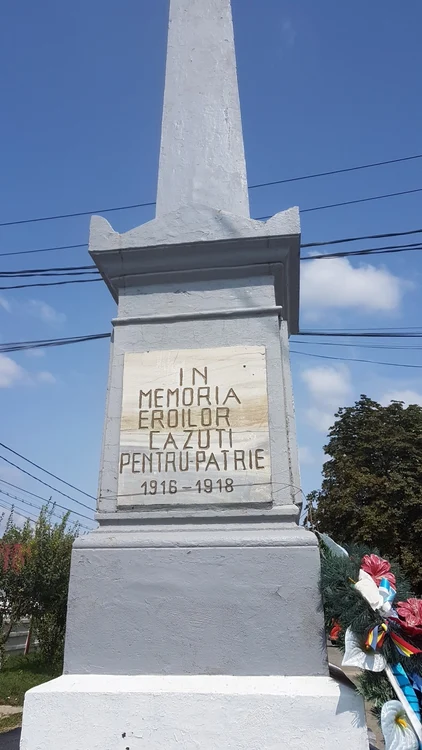 IN
MEMORIA
EROILOR
CAZUTI
PENTRU·PATRIE
1916-1918